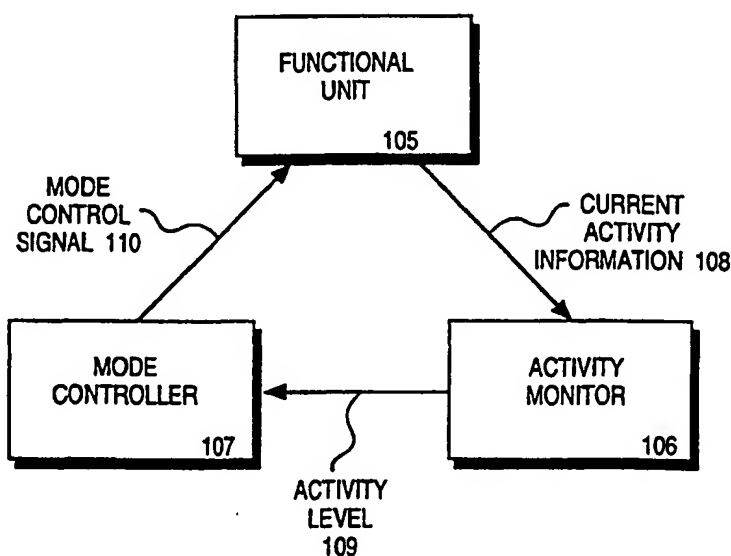 FUNCTIONAL
UNIT
105
MODE
CONTROL
SIGNAL 110
CURRENT
ACTIVITY
INFORMATION 108
MODE
CONTROLLER
107
ACTIVITY
MONITOR
106
ACTIVITY
LEVEL
109